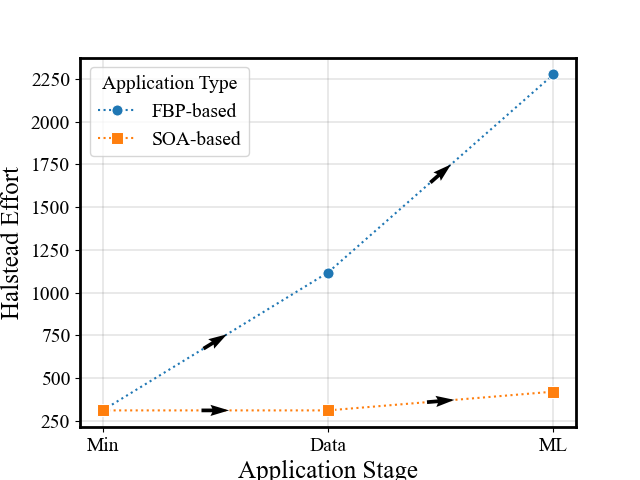 Application Type
FBP-based
SOA-based
2250
2000
1750
1500
1250
1000
750
500
250
Halstead Effort
Min Data ML
Application Stage